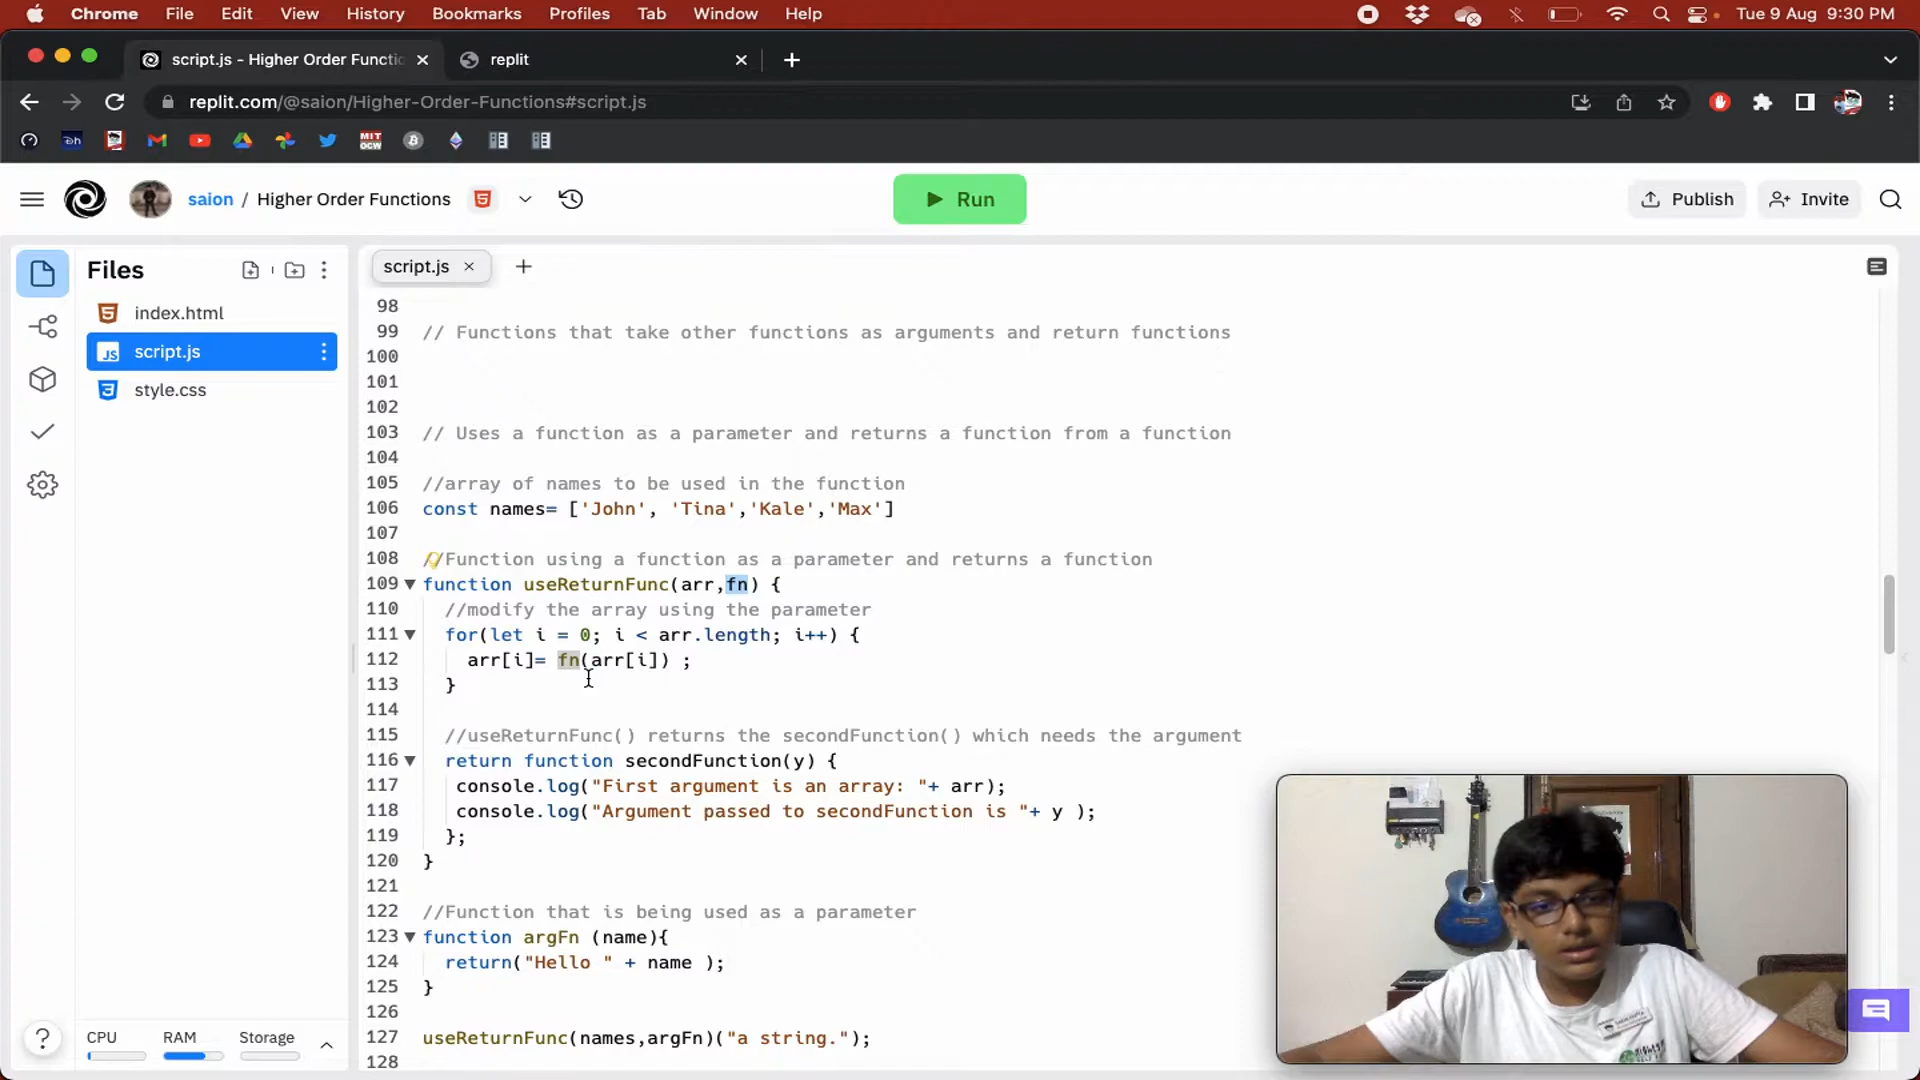 Chrome File Edit View History Bookmarks Profiles Tab Window Help Tue 9 Aug 9:30 PM
script.js - Higher Order Functi replit
replit.com/@saion/Higher-Order-Functions#script.js
Dh MIT OCW
saion / Higher Order Functions Run Publish Invite
Files script.js
index.html
script.js
style.css
98
99 // Functions that take other functions as arguments and return functions
100
101
102
103 // Uses a function as a parameter and returns a function from a function
104
105 //array of names to be used in the function
106 const names= ['John', 'Tina','Kale','Max']
107
108 //Function using a function as a parameter and returns a function
109 function useReturnFunc(arr,fn) {
110 //modify the array using the parameter
111 for(let i = 0; i < arr.length; i++) {
112 arr[i]= fn(arr[i]) ;
113 }
114
115 //useReturnFunc() returns the secondFunction() which needs the argument
116 return function secondFunction(y) {
117 console.log("First argument is an array: "+ arr);
118 console.log("Argument passed to secondFunction is "+ y );
119 };
120 }
121
122 //Function that is being used as a parameter
123 function argFn (name){
124 return("Hello " + name );
125 }
126
127 useReturnFunc(names,argFn)("a string.");
128
CPU RAM Storage